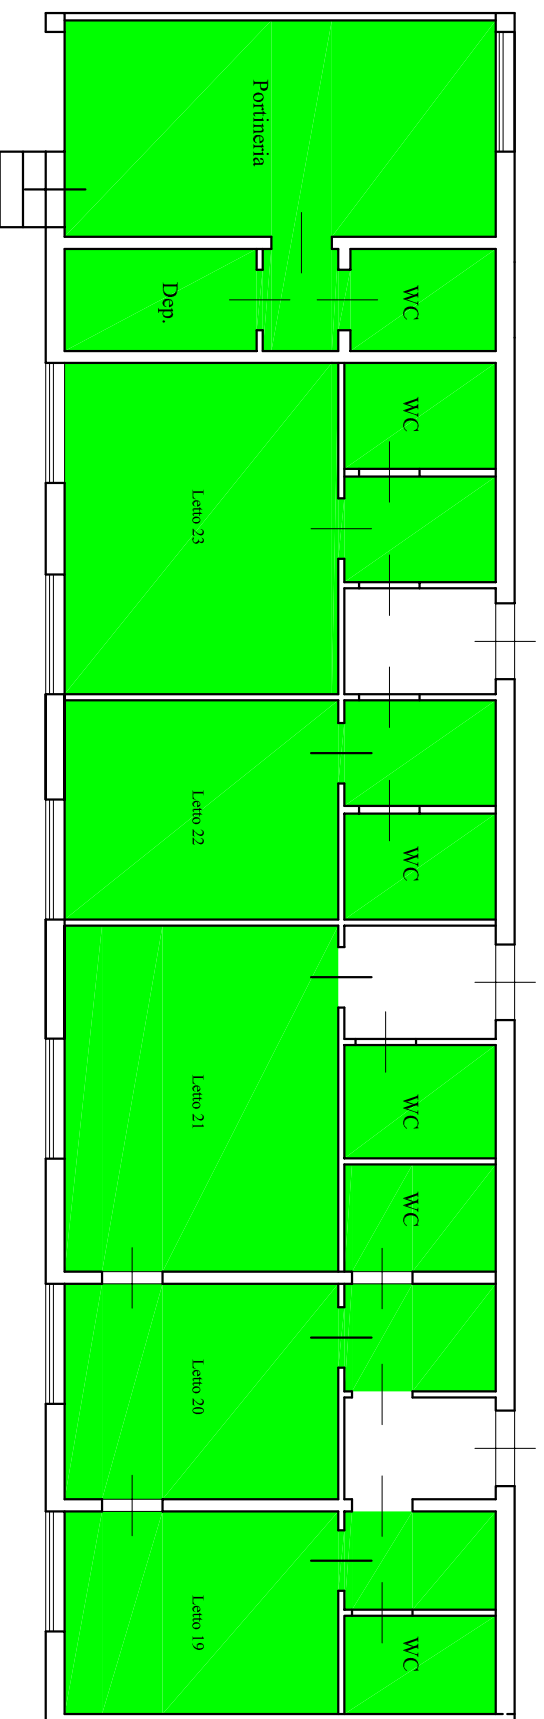 Portineria
Dep.
WC
WC
Letto 23
Letto 22
WC
Letto 21
WC
WC
Letto 20
Letto 19
WC